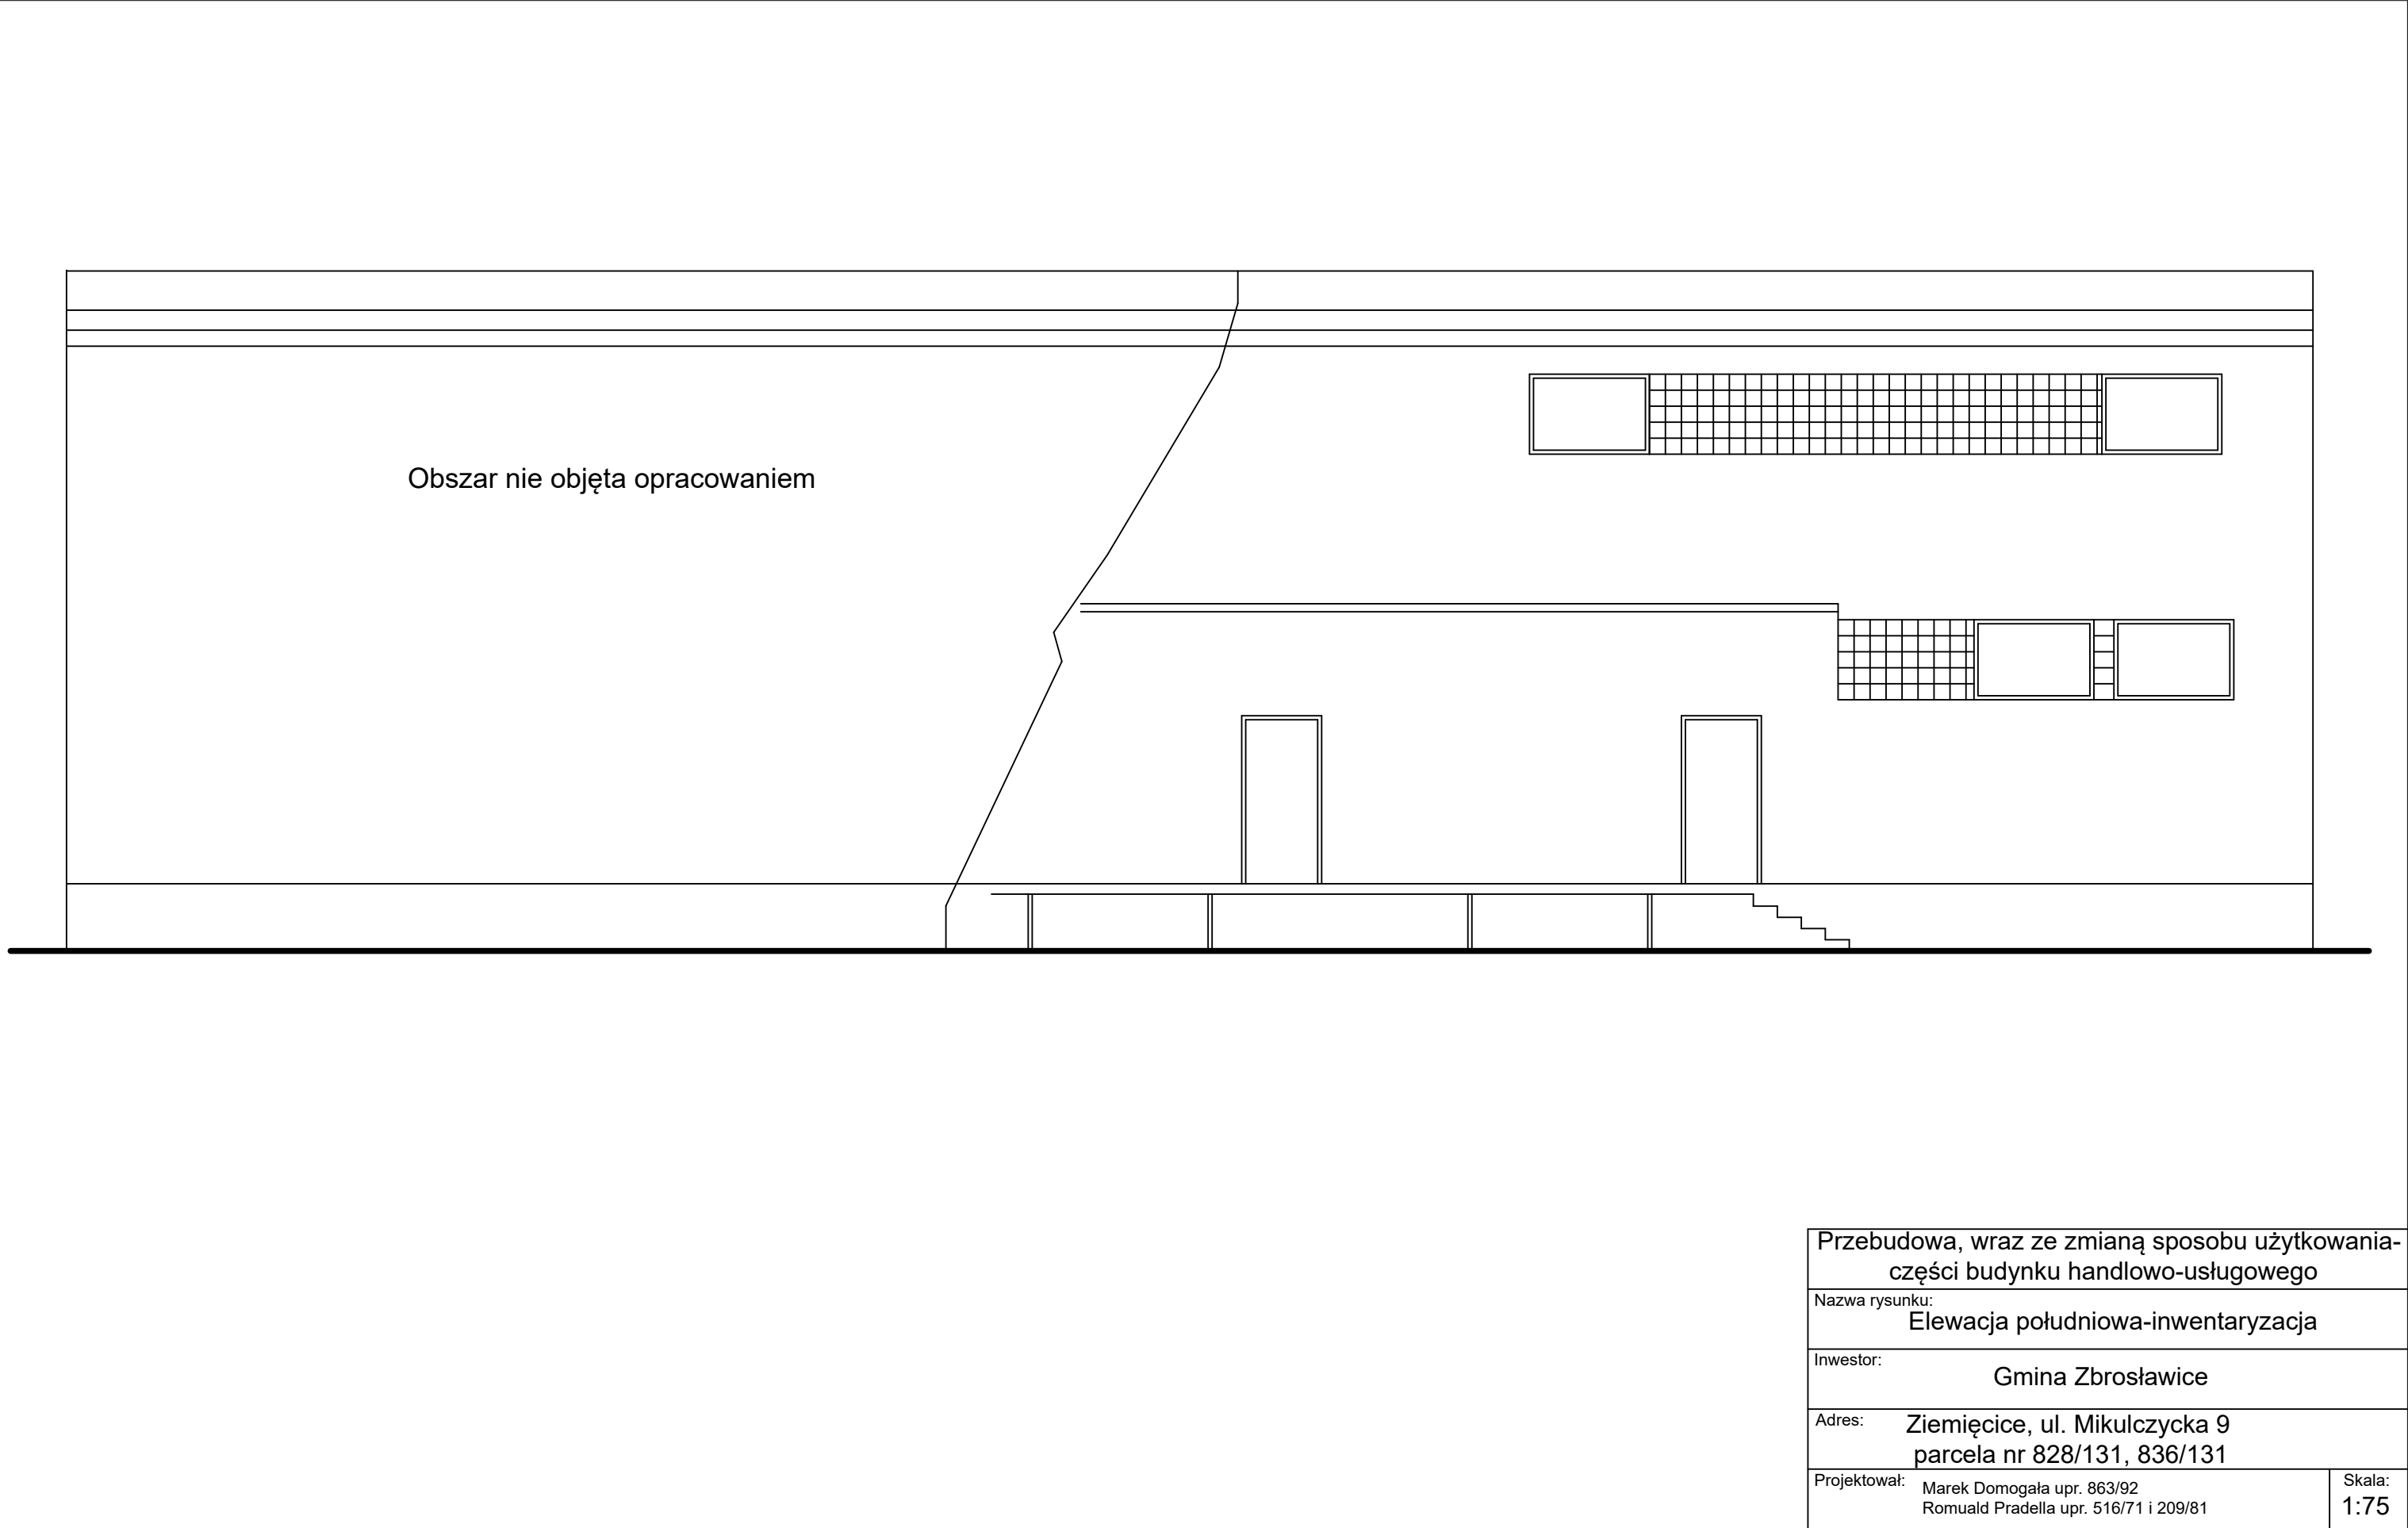 Obszar nie objęta opracowaniem
Przebudowa, wraz ze zmianą sposobu użytkowania-
części budynku handlowo-usługowego
Nazwa rysunku:
Elewacja południowa-inwentaryzacja
Inwestor:
Gmina Zbrosławice
Adres:
Ziemięcice, ul. Mikulczycka 9
parcela nr 828/131, 836/131
Projektował:
Marek Domogała upr. 863/92
Romuald Pradella upr. 516/71 i 209/81
Skala:
1:75